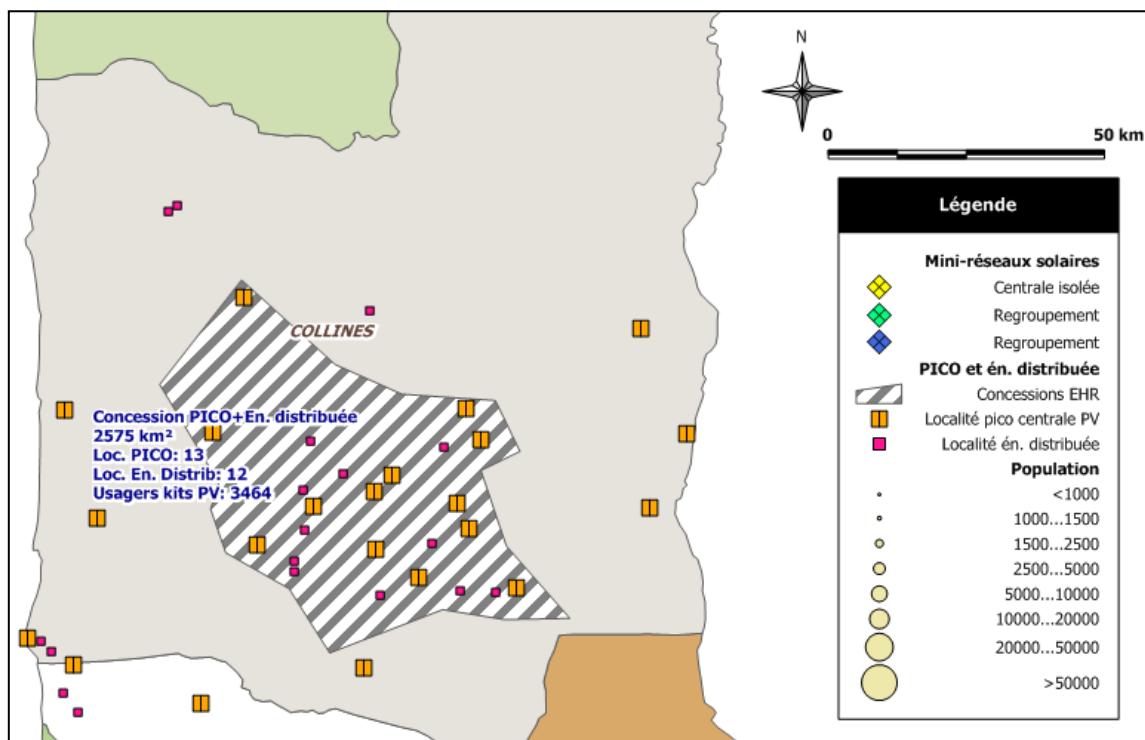 N
0
50 km
COLLINES
Concession PICO+En. distribuée
2575 km²
Loc. PICO: 13
Loc. En. Distrib: 12
Usagers kits PV: 3464
Légende
Mini-réseaux solaires
Centrale isolée
Regroupement
Regroupement
PICO et én. distribuée
Concessions EHR
Localité pico centrale PV
Localité én. distribuée
Population
<1000
1000...1500
1500...2500
2500...5000
5000...10000
10000...20000
20000...50000
>50000